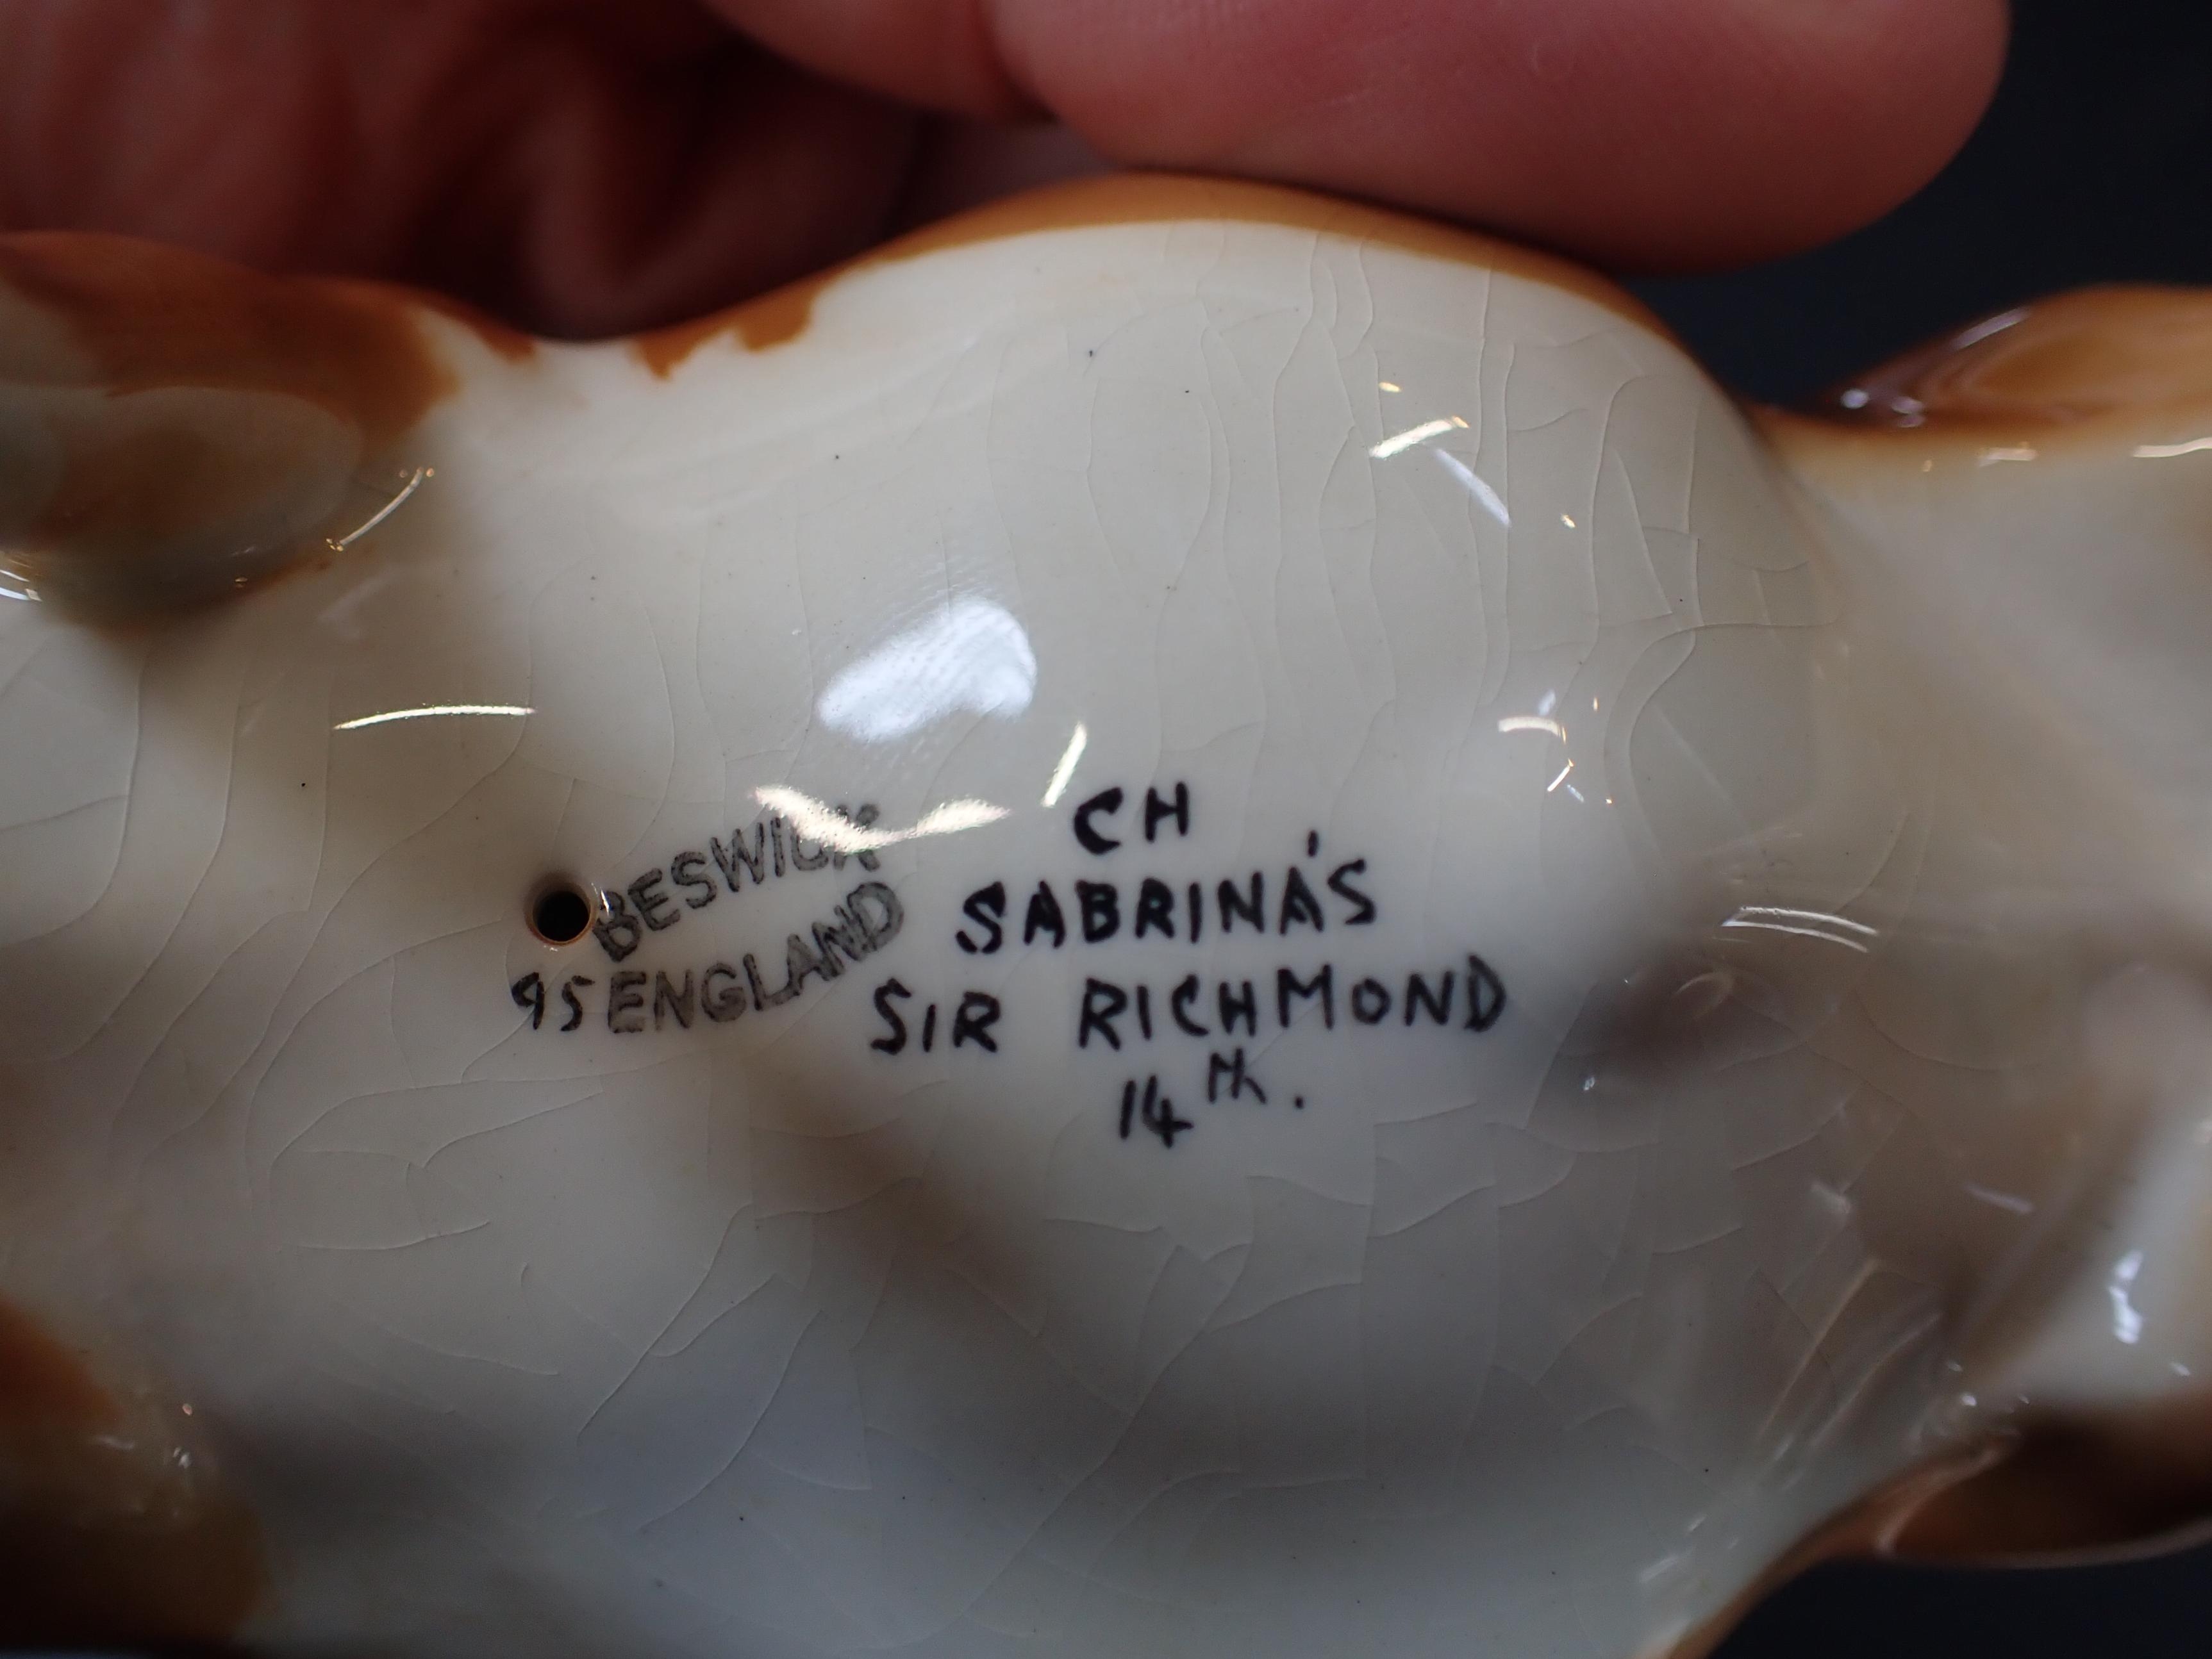 BESWICK
ENGLAND
95
CH
SABRINA'S
SIR RICHMOND
14th.